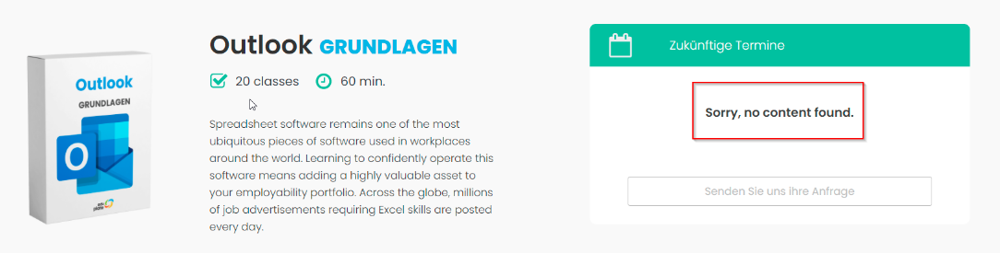 Outlook GRUNDLAGEN
20 classes 60 min.
Spreadsheet software remains one of the most
ubiquitous pieces of software used in workplaces
around the world. Learning to confidently operate this
software means adding a highly valuable asset to
your employability portfolio. Across the globe, millions
of job advertisements requiring Excel skills are posted
every day.
Outlook
GRUNDLAGEN
O
Zukünftige Termine
Sorry, no content found.
Senden Sie uns ihre Anfrage